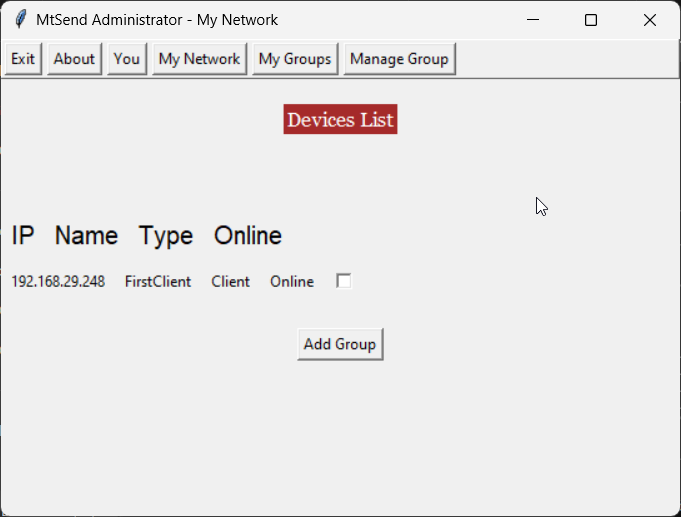 MtSend Administrator - My Network
Exit About You My Network My Groups Manage Group
Devices List
IP Name Type Online
192.168.29.248 FirstClient Client Online
Add Group